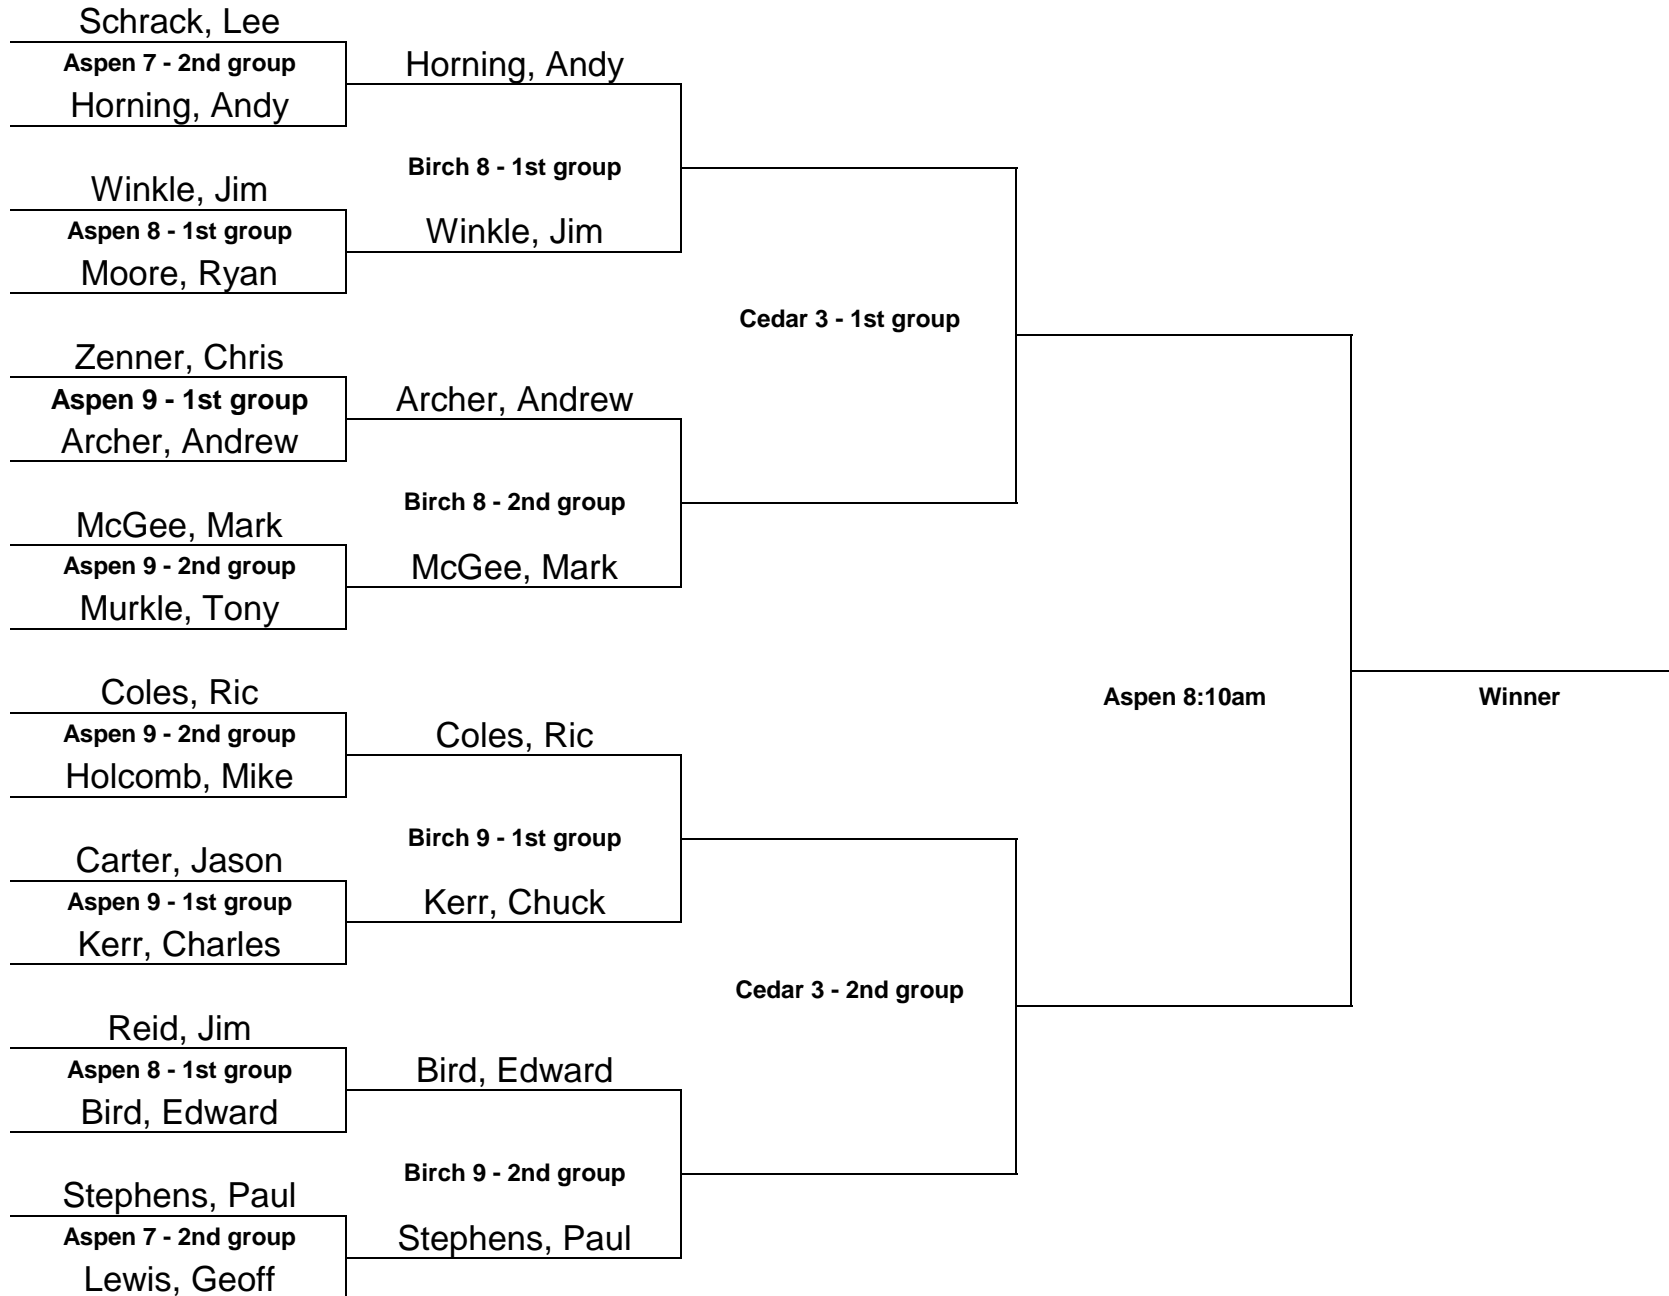 Schrack, Lee
Aspen 7 - 2nd group
Horning, Andy
Horning, Andy
Birch 8 - 1st group
Winkle, Jim
Aspen 8 - 1st group
Winkle, Jim
Moore, Ryan
Cedar 3 - 1st group
Zenner, Chris
Aspen 9 - 1st group
Archer, Andrew
Archer, Andrew
Birch 8 - 2nd group
McGee, Mark
Aspen 9 - 2nd group
McGee, Mark
Murkle, Tony
Aspen 8:10am
Winner
Coles, Ric
Aspen 9 - 2nd group
Coles, Ric
Holcomb, Mike
Birch 9 - 1st group
Carter, Jason
Aspen 9 - 1st group
Kerr, Chuck
Kerr, Charles
Cedar 3 - 2nd group
Reid, Jim
Aspen 8 - 1st group
Bird, Edward
Bird, Edward
Birch 9 - 2nd group
Stephens, Paul
Aspen 7 - 2nd group
Stephens, Paul
Lewis, Geoff